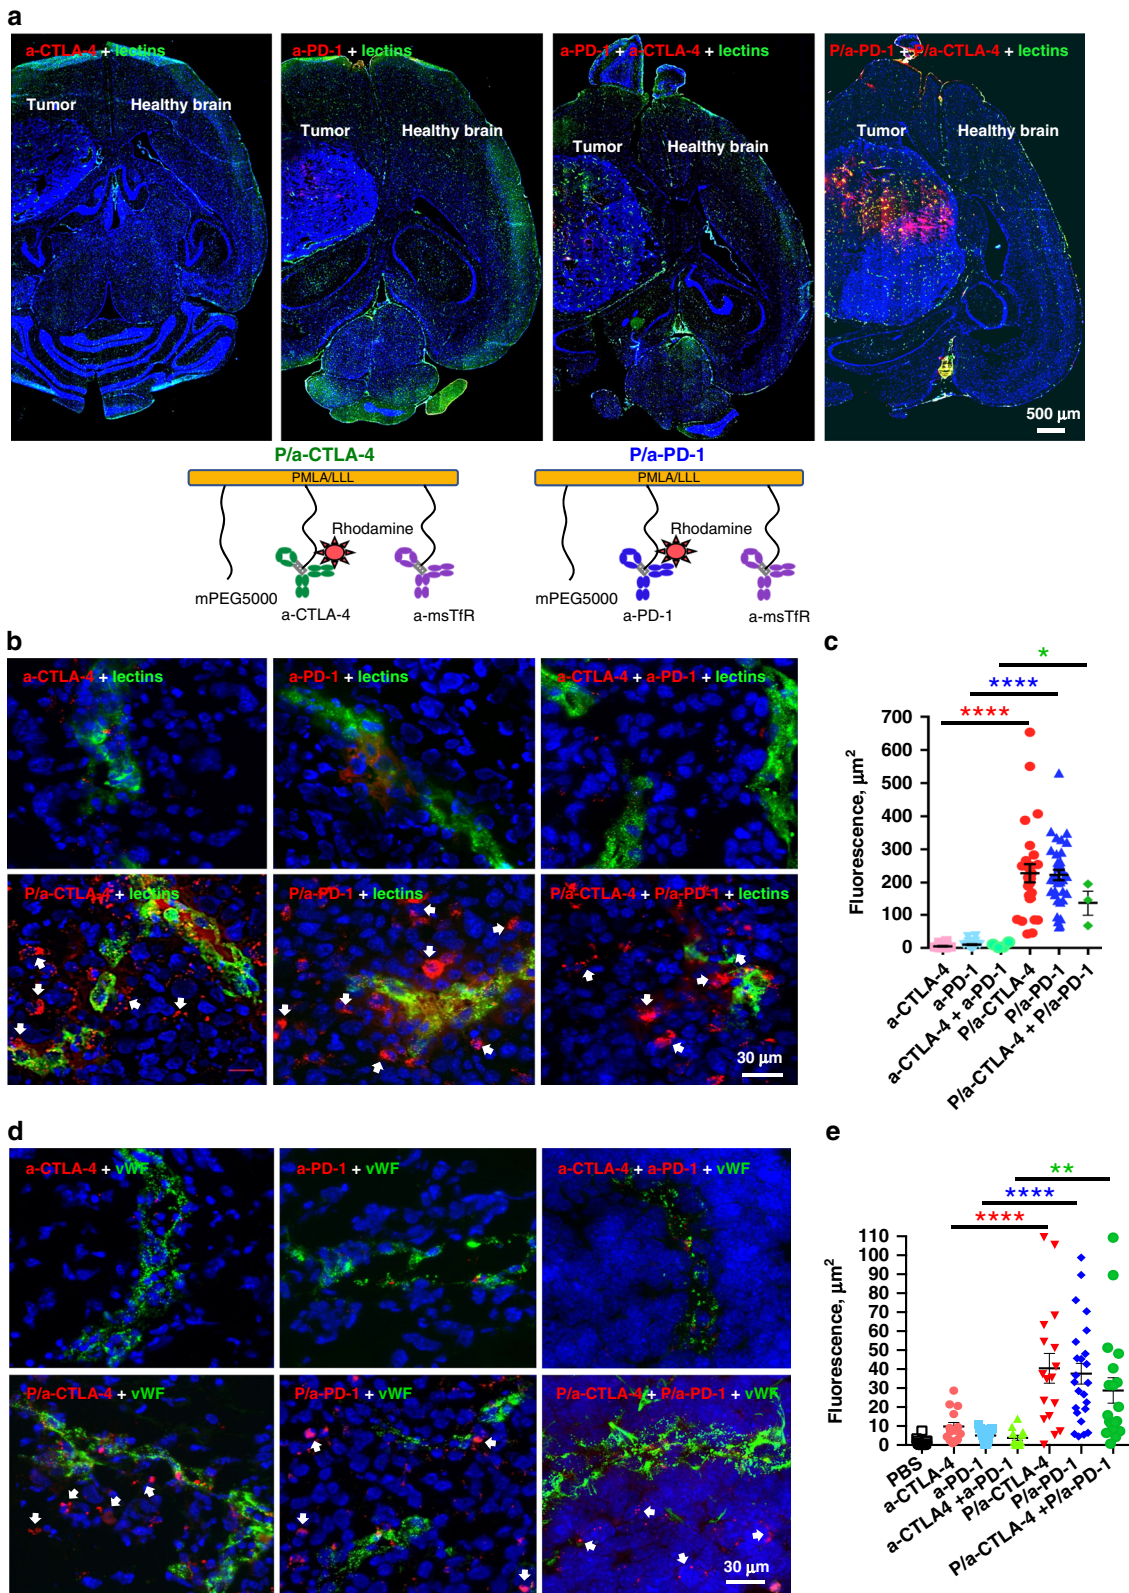 a
a-CTLA-4 + lectins
a-PD-1 + lectins
a-PD-1 + a-CTLA-4 + lectins
P/a-PD-1 + P/a-CTLA-4 + lectins
Tumor Healthy brain
Tumor Healthy brain
Tumor Healthy brain
Tumor Healthy brain
500 µm
P/a-CTLA-4
PMLA/LLL
Rhodamine
mPEG5000
a-CTLA-4
a-msTfR
P/a-PD-1
PMLA/LLL
Rhodamine
mPEG5000
a-PD-1
a-msTfR
b
a-CTLA-4 + lectins
a-PD-1 + lectins
a-CTLA-4 + a-PD-1 + lectins
P/a-CTLA-4 + lectins
P/a-PD-1 + lectins
P/a-CTLA-4 + P/a-PD-1 + lectins
30 µm
c
*
****
****
Fluorescence, µm²
700
600
500
400
300
200
100
0
a-CTLA-4
a-PD-1
a-CTLA-4 + a-PD-1
P/a-CTLA-4
P/a-PD-1
P/a-CTLA-4 + P/a-PD-1
d
a-CTLA-4 + vWF
a-PD-1 + vWF
a-CTLA-4 + a-PD-1 + vWF
P/a-CTLA-4 + vWF
P/a-PD-1 + vWF
P/a-CTLA-4 + P/a-PD-1 + vWF
30 µm
e
**
****
****
Fluorescence, µm²
110
100
90
80
70
60
50
40
30
20
10
0
PBS
a-CTLA-4
a-PD-1
a-CTLA4 +a-PD-1
P/a-CTLA-4
P/a-PD-1
P/a-CTLA-4 +P/a-PD-1